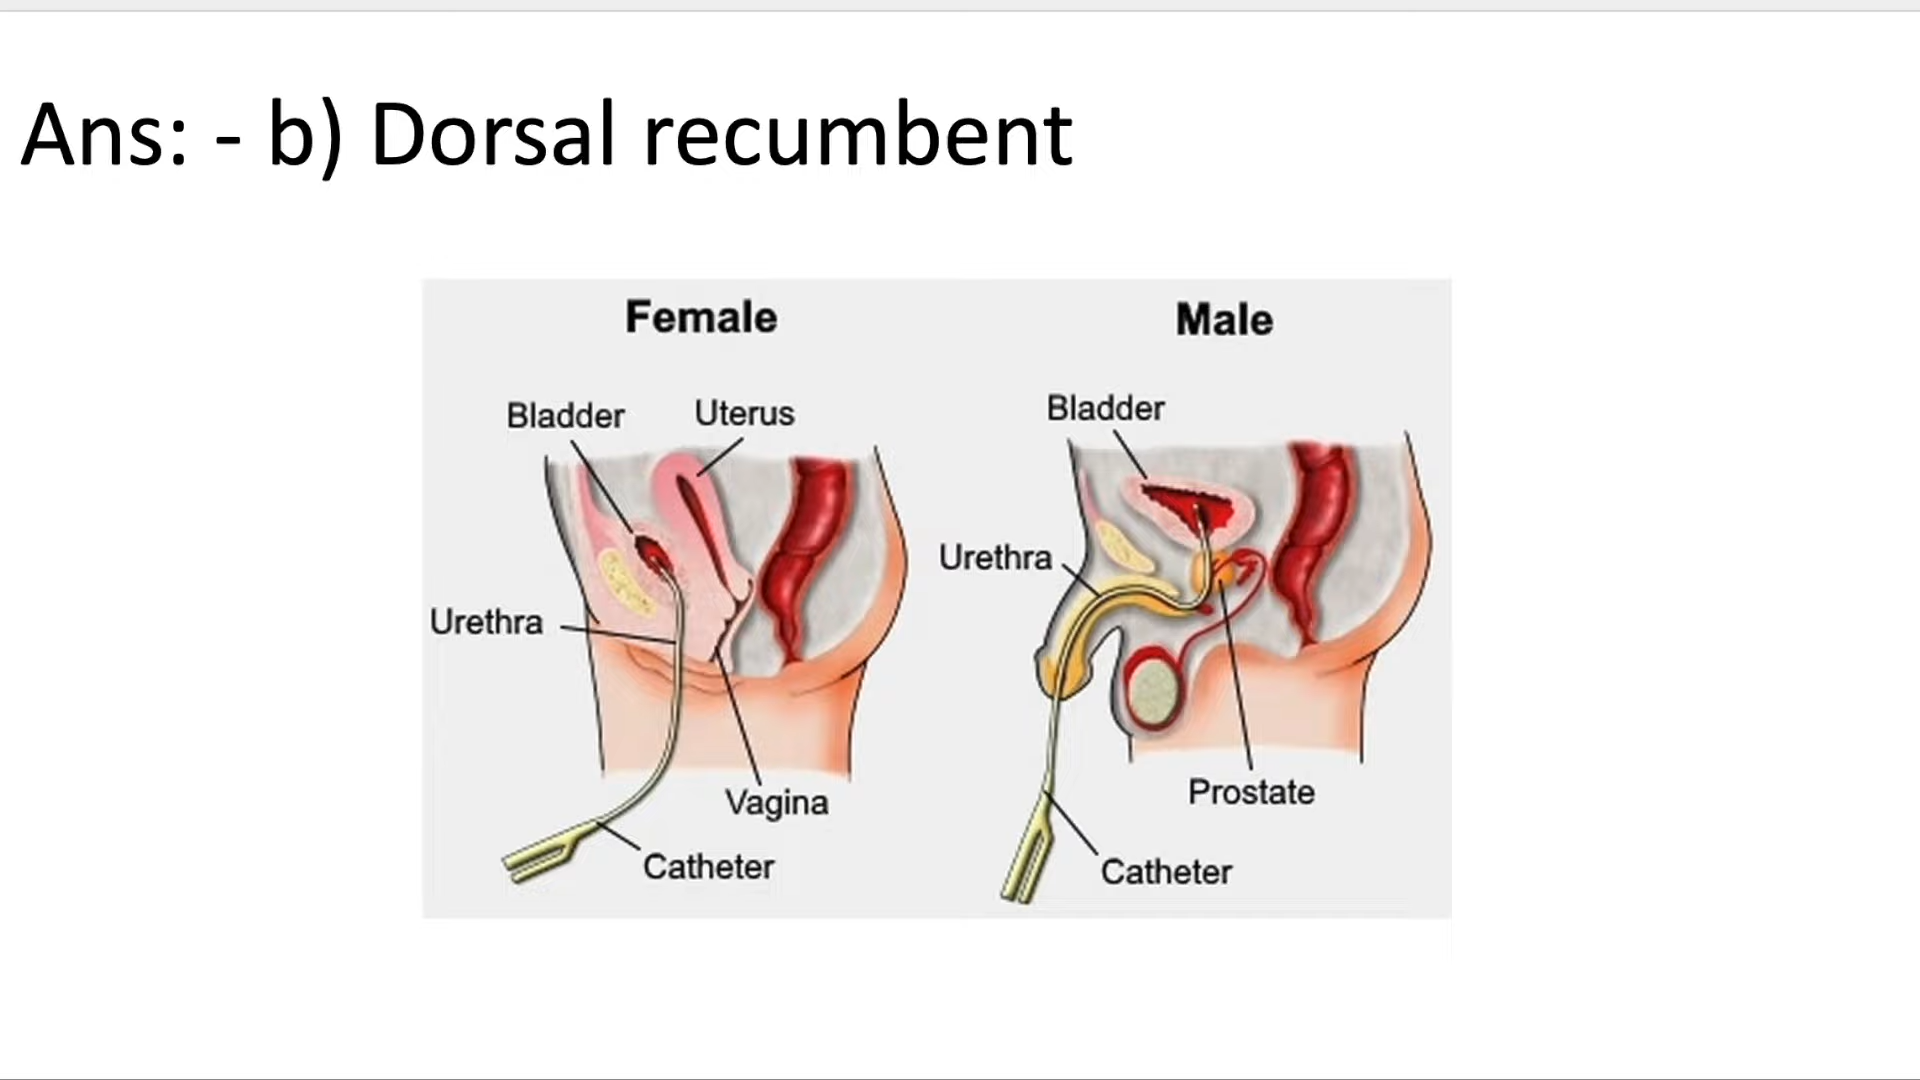 Ans: - b) Dorsal recumbent
Female
Bladder
Uterus
Urethra
Vagina
Catheter
Male
Bladder
Urethra
Prostate
Catheter